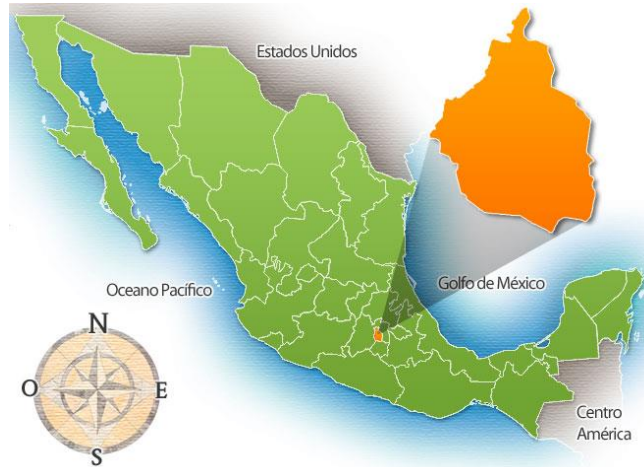 Estados Unidos
Oceano Pacífico
Golfo de México
N
O
E
S
Centro
América